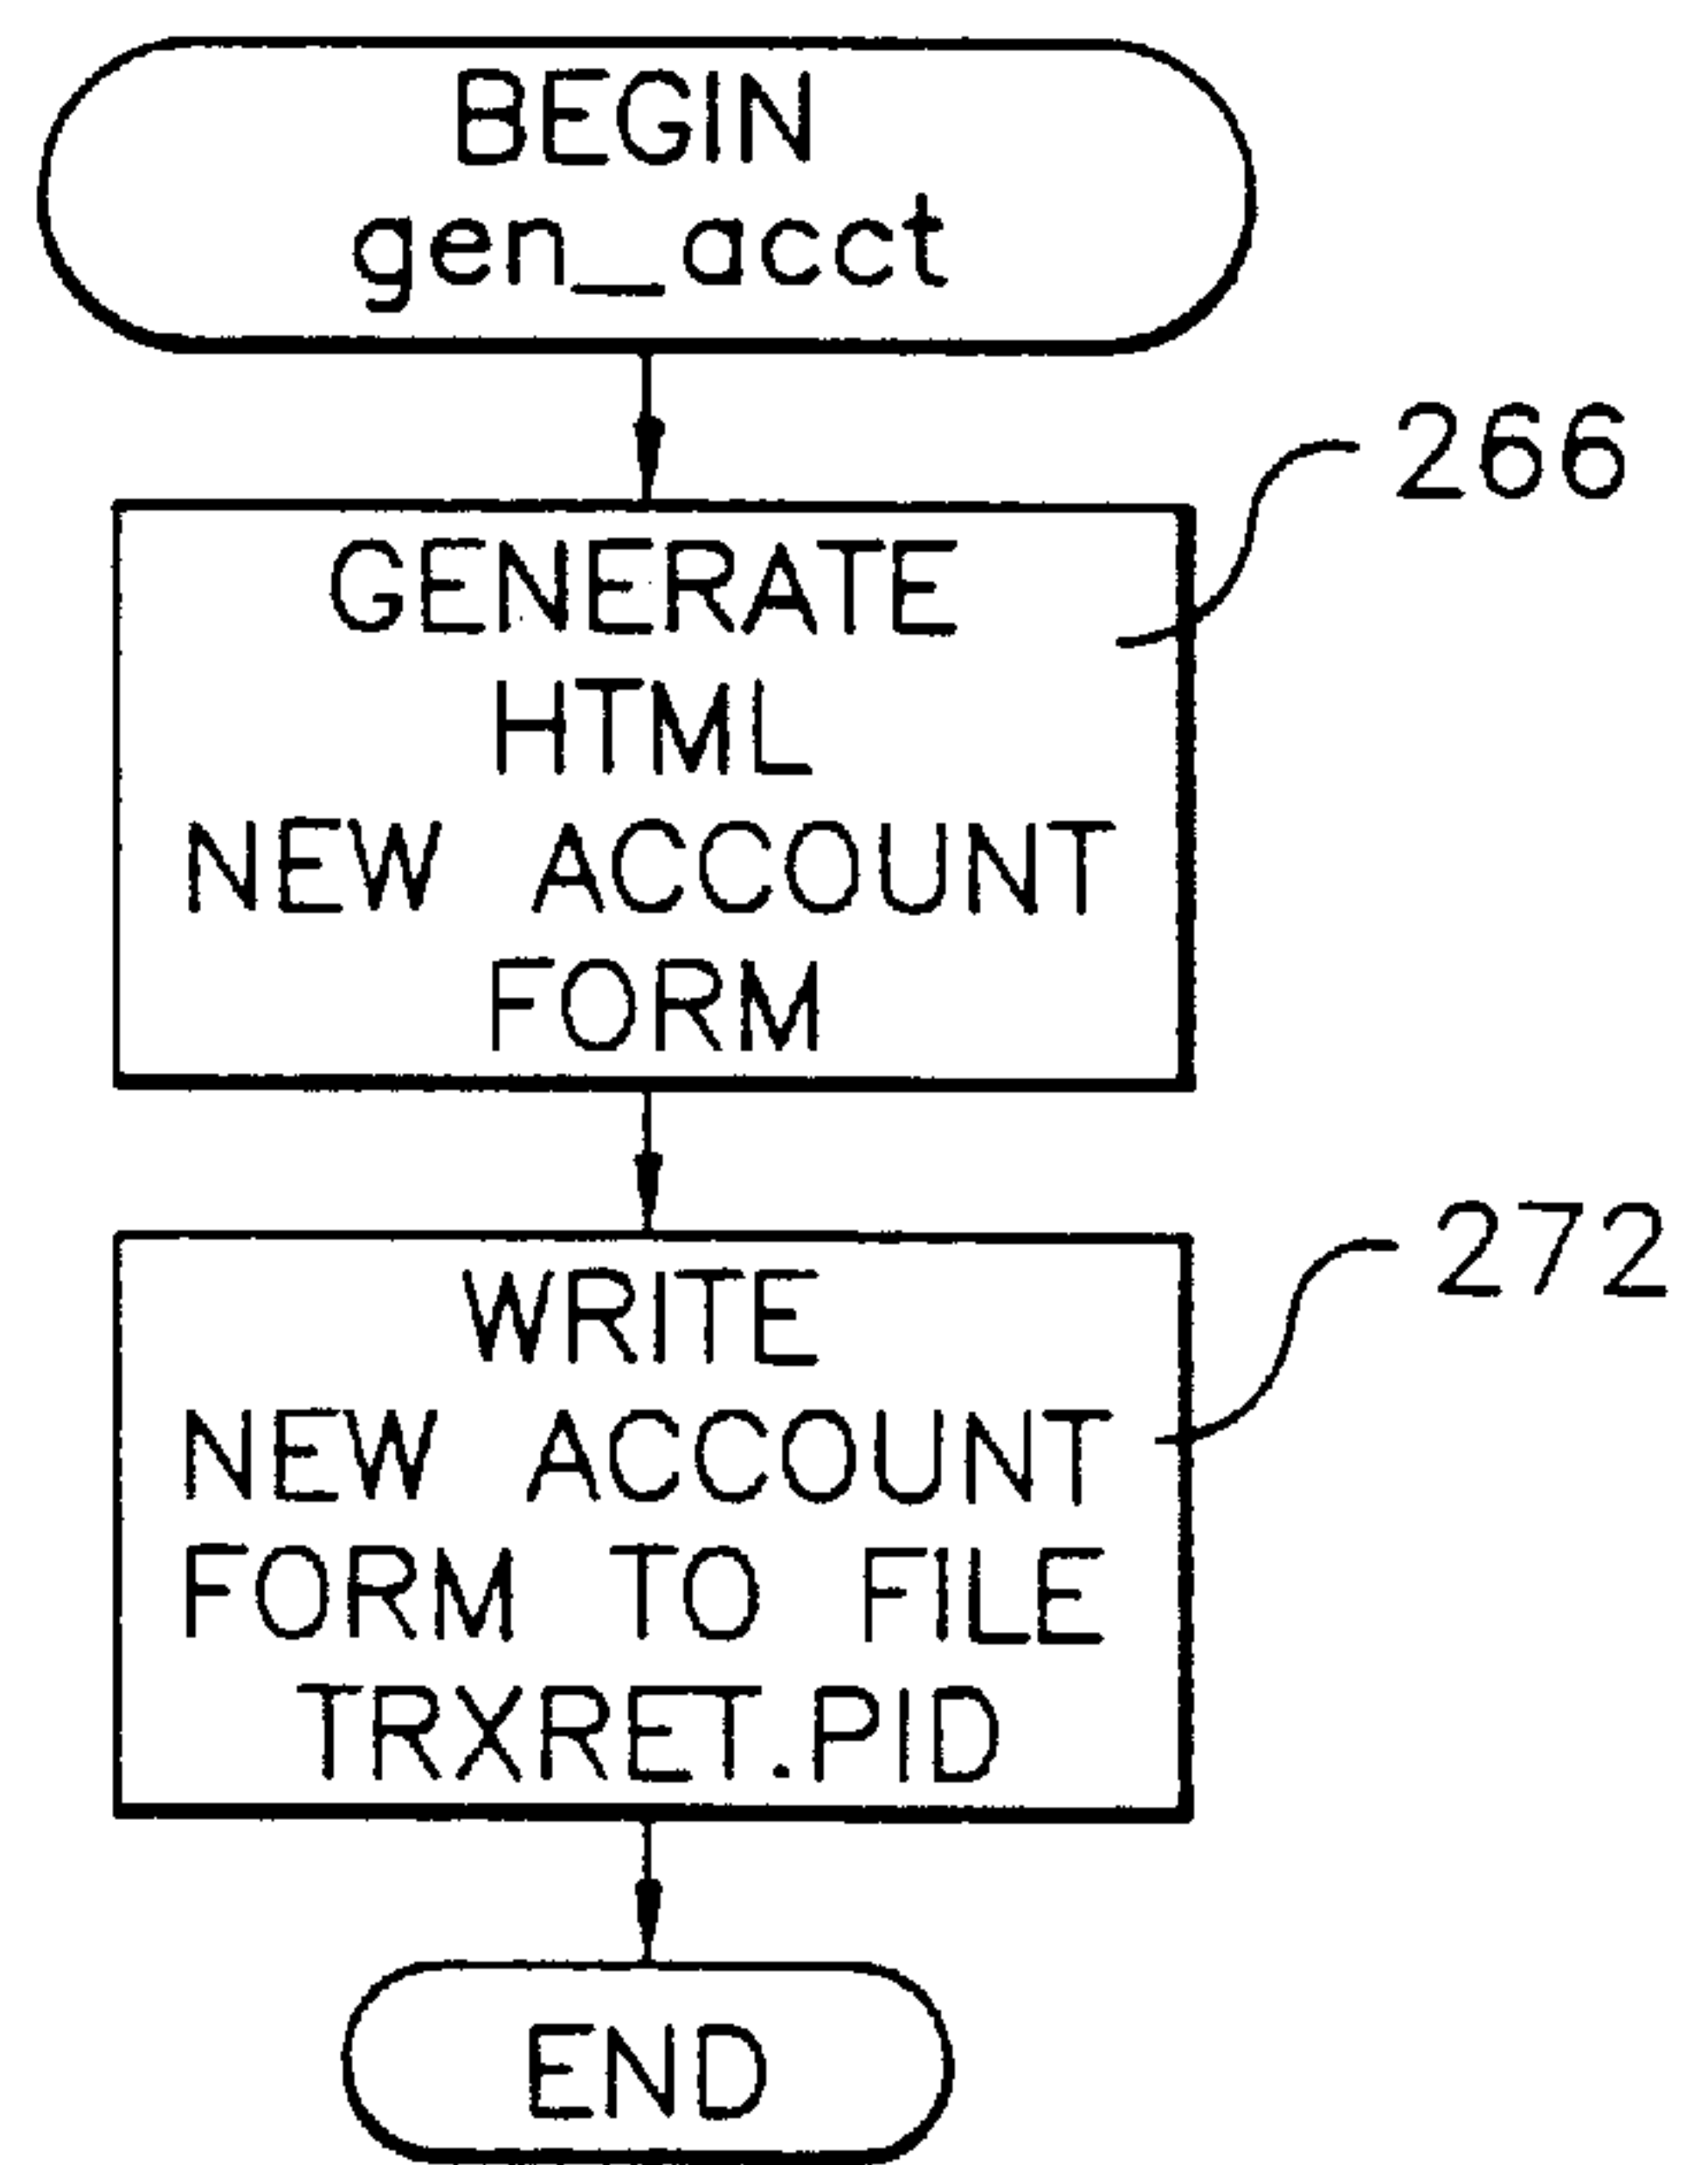 BEGIN
gen_acct
266
GENERATE
HTML
NEW ACCOUNT
FORM
272
WRITE
NEW ACCOUNT
FORM TO FILE
TRXRET.PID
END